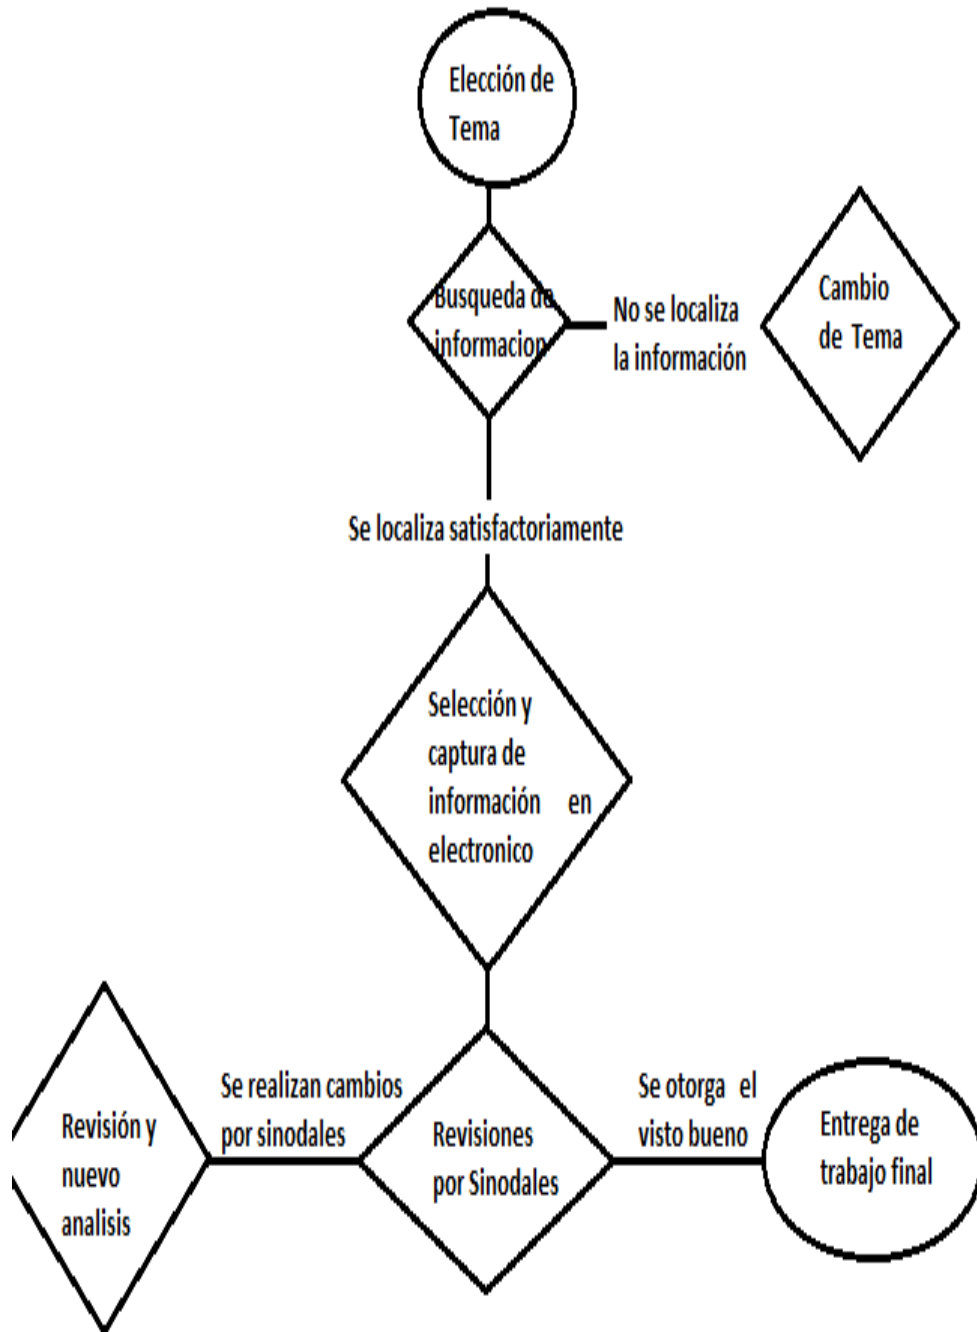 Elección de
Tema
Busqueda de
informacion
No se localiza
la información
Cambio
de Tema
Se localiza satisfactoriamente
Selección y
captura de
información en
electronico
Revisión y
nuevo
analisis
Se realizan cambios
por sinodales
Revisiones
por Sinodales
Se otorga el
visto bueno
Entrega de
trabajo final